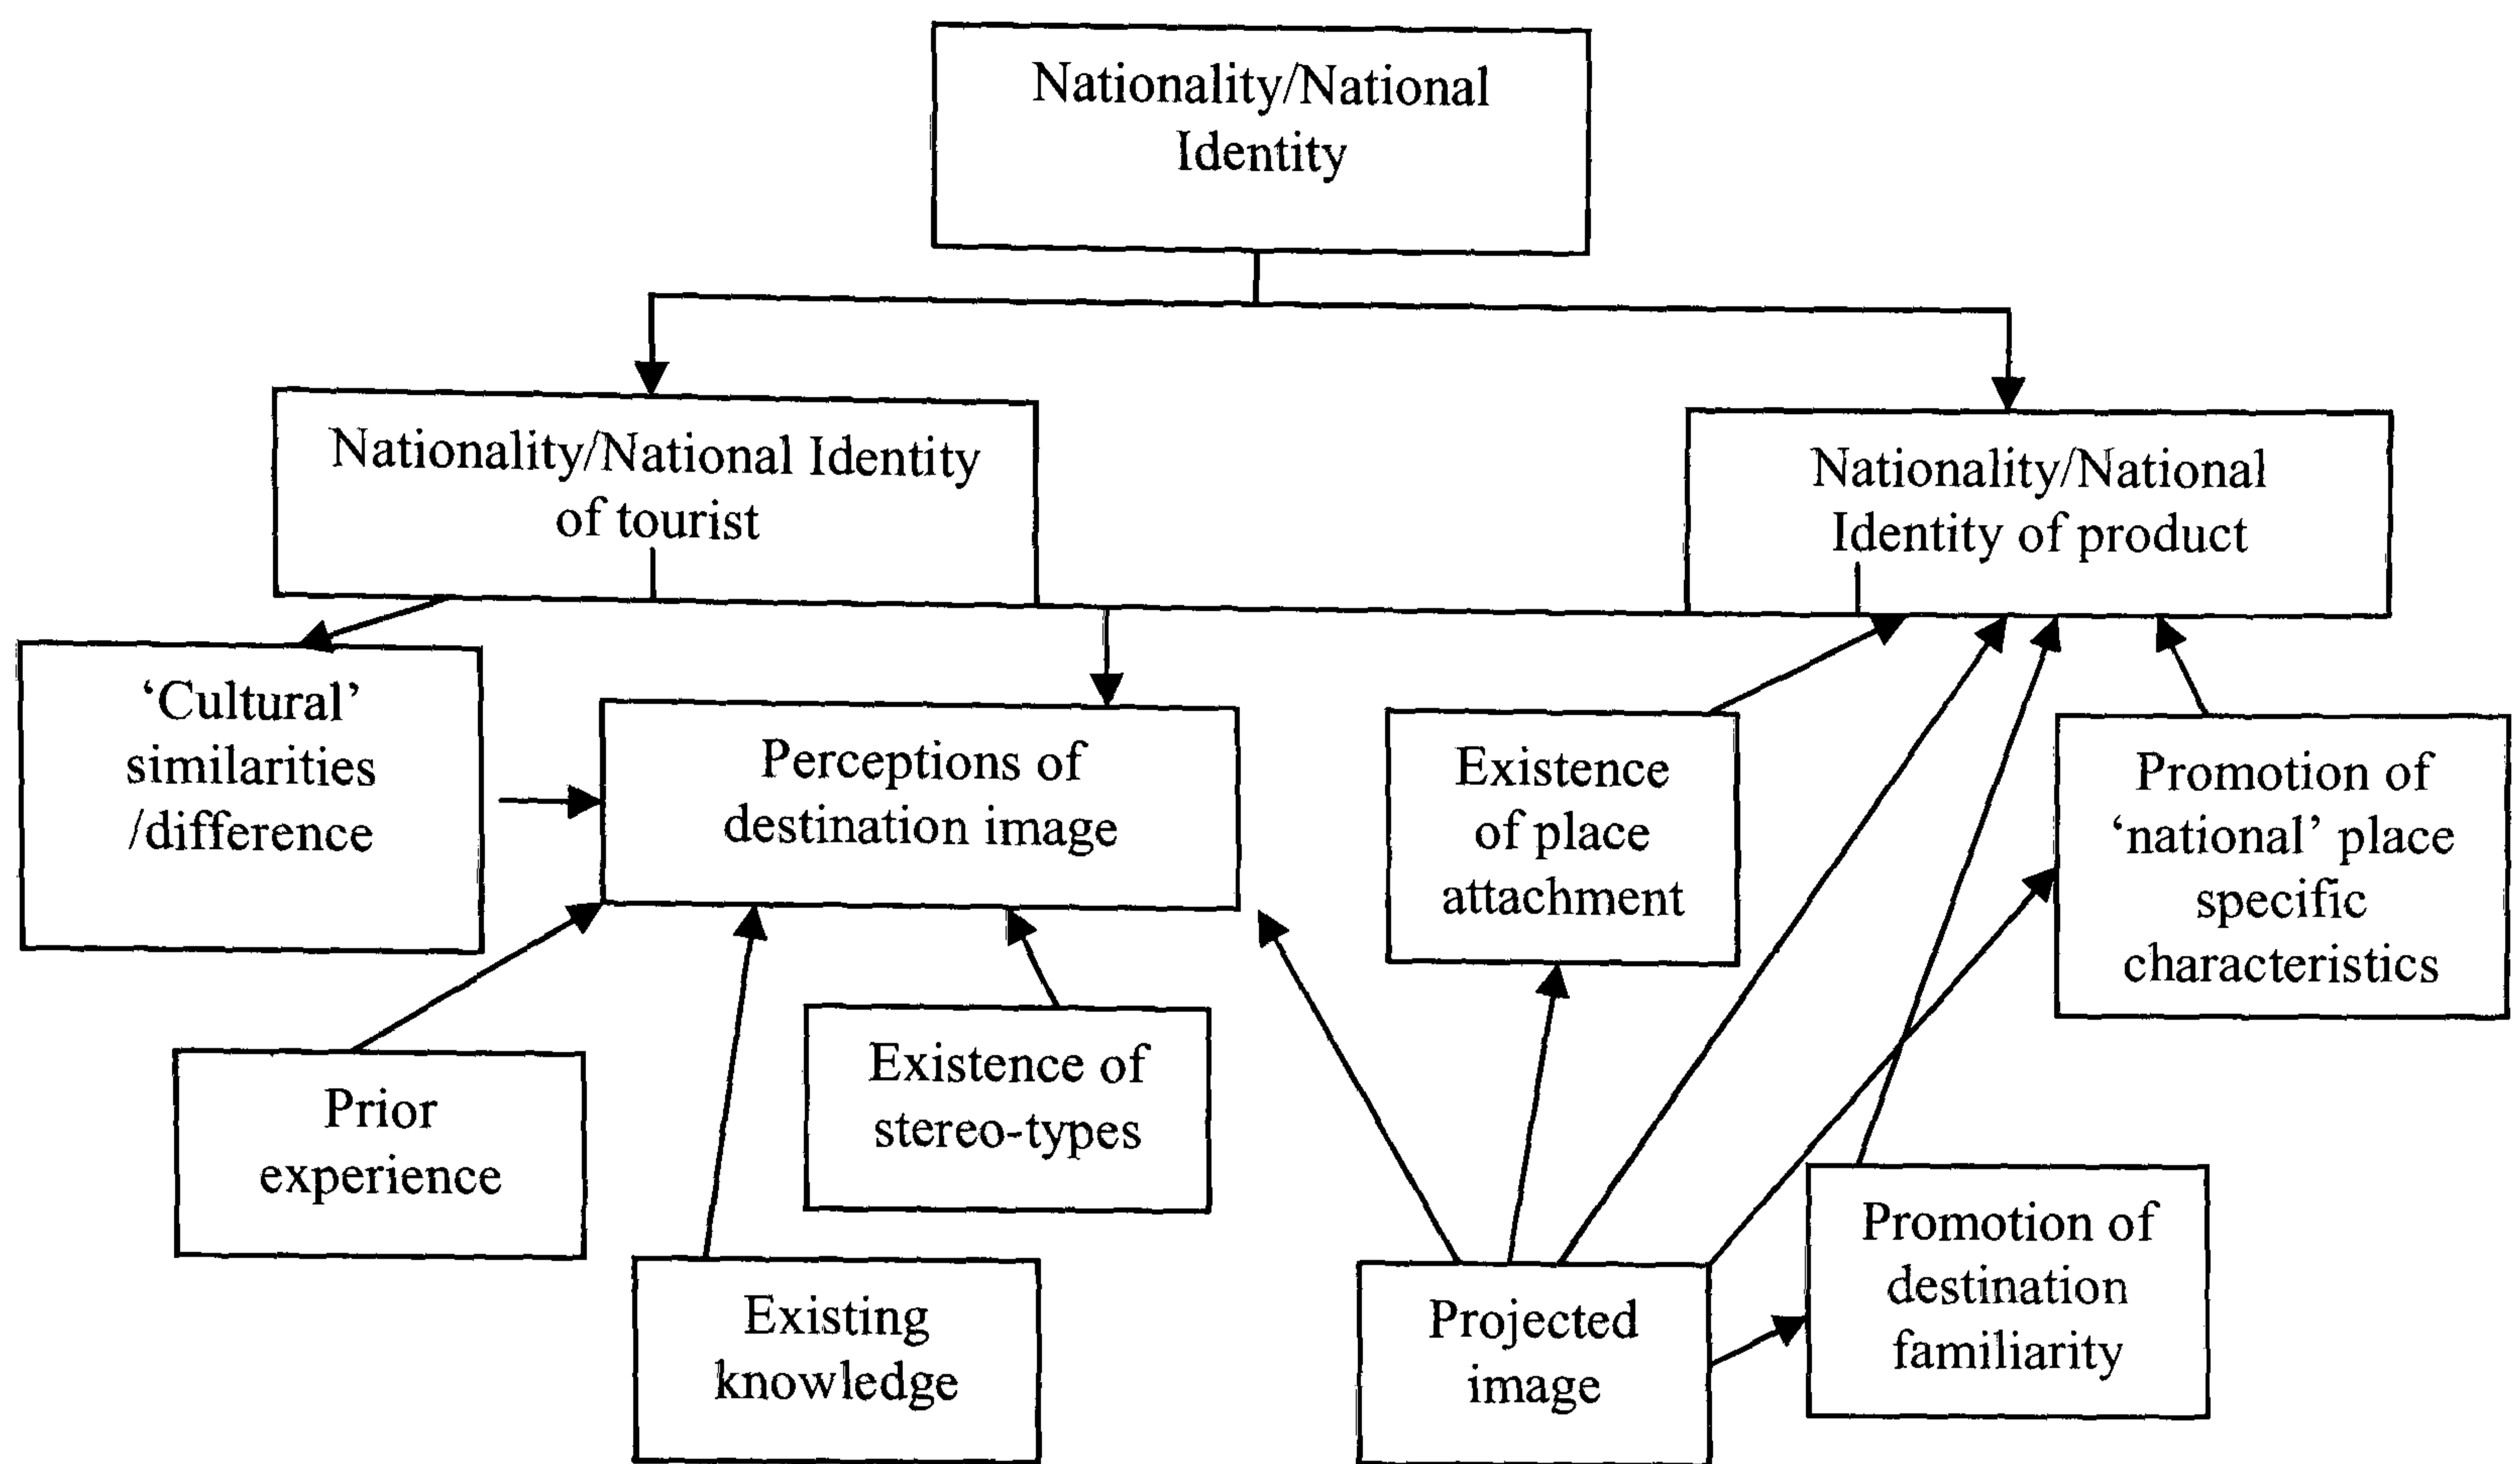 Nationality/National
Identity
Nationality/National Identity
of tourist
Nationality/National
Identity of product
‘Cultural’
similarities
/difference
Perceptions of
destination image
Existence
of place
attachment
Promotion of
‘national’ place
specific
characteristics
Prior
experience
Existence of
stereo-types
Existing
knowledge
Projected
image
Promotion of
destination
familiarity